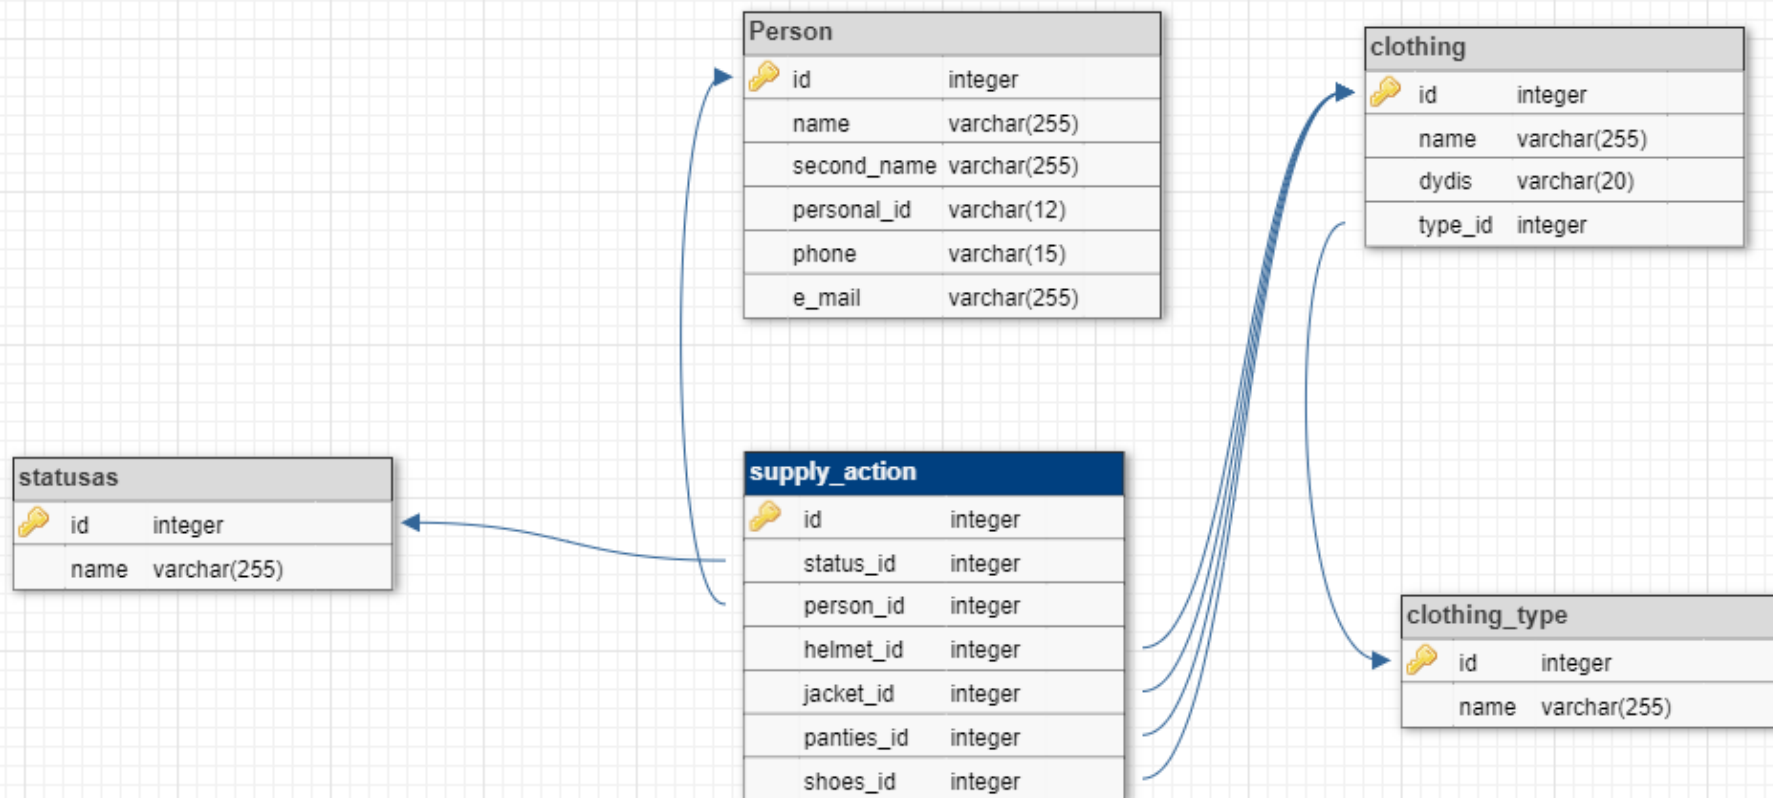 Person
id integer
name varchar(255)
second_name varchar(255)
personal_id varchar(12)
phone varchar(15)
e_mail varchar(255)
clothing
id integer
name varchar(255)
dydis varchar(20)
type_id integer
statusas
id integer
name varchar(255)
supply_action
id integer
status_id integer
person_id integer
helmet_id integer
jacket_id integer
panties_id integer
shoes_id integer
clothing_type
id integer
name varchar(255)